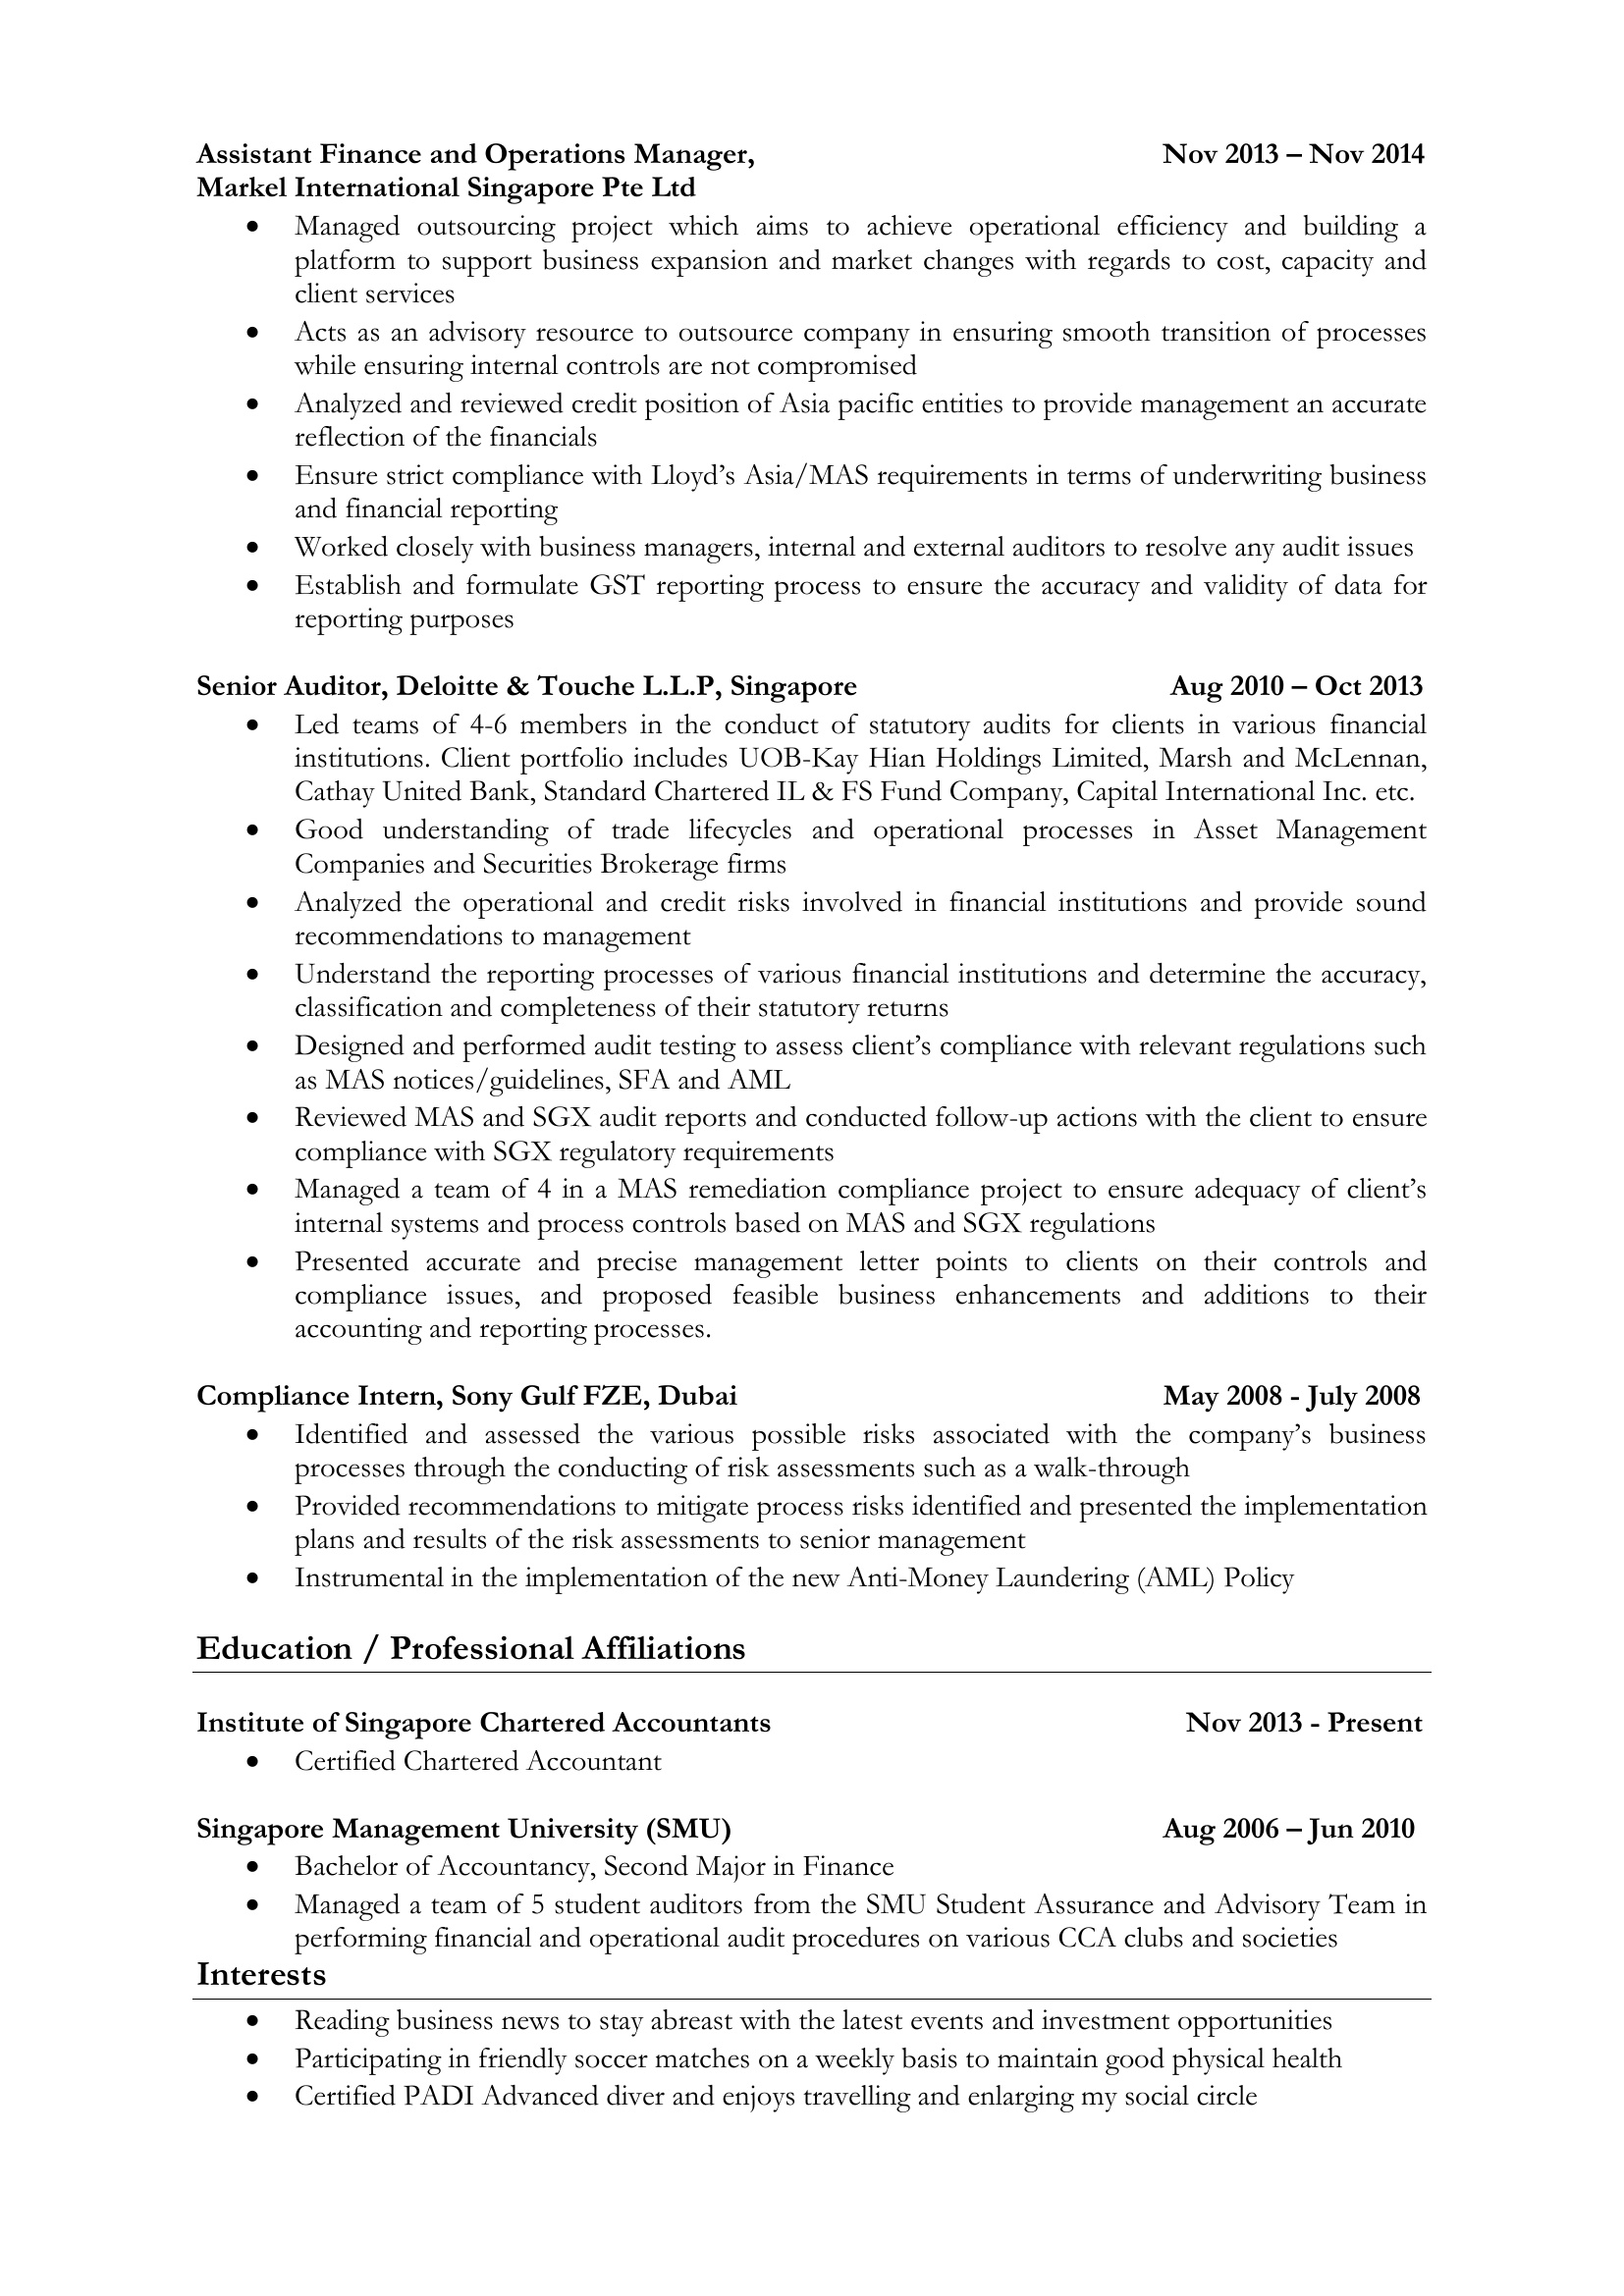 Assistant Finance and Operations Manager, Nov 2013 – Nov 2014
Markel International Singapore Pte Ltd
• Managed outsourcing project which aims to achieve operational efficiency and building a
platform to support business expansion and market changes with regards to cost, capacity and
client services
• Acts as an advisory resource to outsource company in ensuring smooth transition of processes
while ensuring internal controls are not compromised
• Analyzed and reviewed credit position of Asia pacific entities to provide management an accurate
reflection of the financials
• Ensure strict compliance with Lloyd’s Asia/MAS requirements in terms of underwriting business
and financial reporting
• Worked closely with business managers, internal and external auditors to resolve any audit issues
• Establish and formulate GST reporting process to ensure the accuracy and validity of data for
reporting purposes
Senior Auditor, Deloitte & Touche L.L.P, Singapore Aug 2010 – Oct 2013
• Led teams of 4-6 members in the conduct of statutory audits for clients in various financial
institutions. Client portfolio includes UOB-Kay Hian Holdings Limited, Marsh and McLennan,
Cathay United Bank, Standard Chartered IL & FS Fund Company, Capital International Inc. etc.
• Good understanding of trade lifecycles and operational processes in Asset Management
Companies and Securities Brokerage firms
• Analyzed the operational and credit risks involved in financial institutions and provide sound
recommendations to management
• Understand the reporting processes of various financial institutions and determine the accuracy,
classification and completeness of their statutory returns
• Designed and performed audit testing to assess client’s compliance with relevant regulations such
as MAS notices/guidelines, SFA and AML
• Reviewed MAS and SGX audit reports and conducted follow-up actions with the client to ensure
compliance with SGX regulatory requirements
• Managed a team of 4 in a MAS remediation compliance project to ensure adequacy of client’s
internal systems and process controls based on MAS and SGX regulations
• Presented accurate and precise management letter points to clients on their controls and
compliance issues, and proposed feasible business enhancements and additions to their
accounting and reporting processes.
Compliance Intern, Sony Gulf FZE, Dubai May 2008 - July 2008
• Identified and assessed the various possible risks associated with the company’s business
processes through the conducting of risk assessments such as a walk-through
• Provided recommendations to mitigate process risks identified and presented the implementation
plans and results of the risk assessments to senior management
• Instrumental in the implementation of the new Anti-Money Laundering (AML) Policy
Education / Professional Affiliations
Institute of Singapore Chartered Accountants Nov 2013 - Present
• Certified Chartered Accountant
Singapore Management University (SMU) Aug 2006 – Jun 2010
• Bachelor of Accountancy, Second Major in Finance
• Managed a team of 5 student auditors from the SMU Student Assurance and Advisory Team in
performing financial and operational audit procedures on various CCA clubs and societies
Interests
• Reading business news to stay abreast with the latest events and investment opportunities
• Participating in friendly soccer matches on a weekly basis to maintain good physical health
• Certified PADI Advanced diver and enjoys travelling and enlarging my social circle